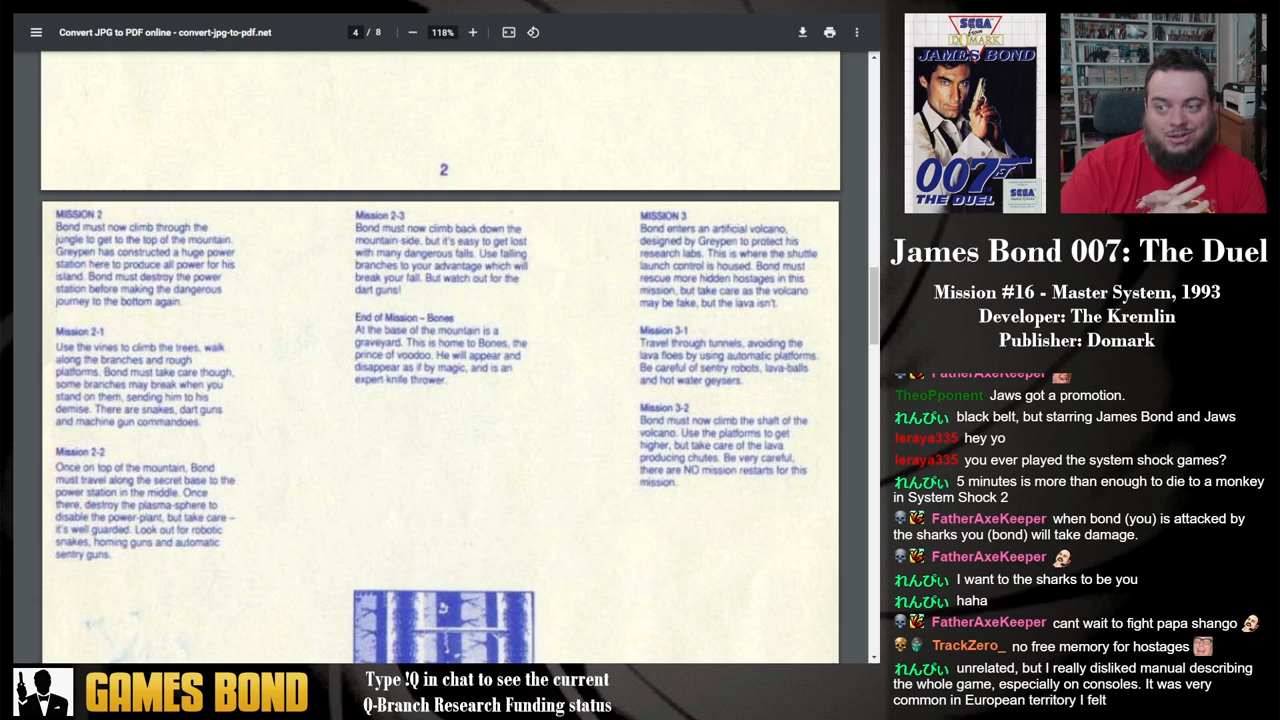 Convert JPG to PDF online - convert-jpg-to-pdf.net
4 / 8
118%
2
MISSION 2
Bond must now climb through the
jungle to get to the top of the mountain.
Greypen has constructed a huge power
station here to produce all power for his
island. Bond must destroy the power
station before making the dangerous
journey to the bottom again.
Mission 2-1
Use the vines to climb the trees, walk
along the branches and rough
platforms. Bond must take care though,
some branches may break when you
stand on them, sending him to his
demise. There are snakes, dart guns
and machine gun commandoes.
Mission 2-2
Once on top of the mountain, Bond
must travel along the secret base to the
power station in the middle. Once
there, destroy the plasma-sphere to
disable the power-plant, but take care –
it's well guarded. Look out for robotic
snakes, homing guns and automatic
sentry guns.
Mission 2-3
Bond must now climb back down the
mountain-side, but it's easy to get lost
with many dangerous falls. Use falling
branches to your advantage which will
break your fall. But watch out for the
dart guns!
End of Mission – Bones
At the base of the mountain is a
graveyard. This is home to Bones, the
prince of voodoo. He will appear and
disappear as if by magic, and is an
expert knife thrower.
MISSION 3
Bond enters an artificial volcano,
designed by Greypen to protect his
research labs. This is where the shuttle
launch control is housed. Bond must
rescue more hidden hostages in this
mission, but take care as the volcano
may be fake, but the lava isn't.
Mission 3-1
Travel through tunnels, avoiding the
lava floes by using automatic platforms.
Be careful of sentry robots, lava-balls
and hot water geysers.
Mission 3-2
Bond must now climb the shaft of the
volcano. Use the platforms to get
higher, but take care of the lava
producing chutes. Be very careful,
there are NO mission restarts for this
mission.
SEGA
from
DOMARK
JAMES BOND
007
THE DUEL
SEGA
James Bond 007: The Duel
Mission #16 - Master System, 1993
Developer: The Kremlin
Publisher: Domark
FatherAxeKeeper
TheoPponent Jaws got a promotion.
れんぴぃ black belt, but starring James Bond and Jaws
leraya335 hey yo
leraya335 you ever played the system shock games?
れんぴぃ 5 minutes is more than enough to die to a monkey
in System Shock 2
FatherAxeKeeper when bond (you) is attacked by
the sharks you (bond) will take damage.
FatherAxeKeeper
れんぴぃ I want to the sharks to be you
れんぴぃ haha
FatherAxeKeeper cant wait to fight papa shango
TrackZero_ no free memory for hostages
れんぴぃ unrelated, but I really disliked manual describing
the whole game, especially on consoles. It was very
common in European territory I felt
GAMES BOND
Type !Q in chat to see the current
Q-Branch Research Funding status